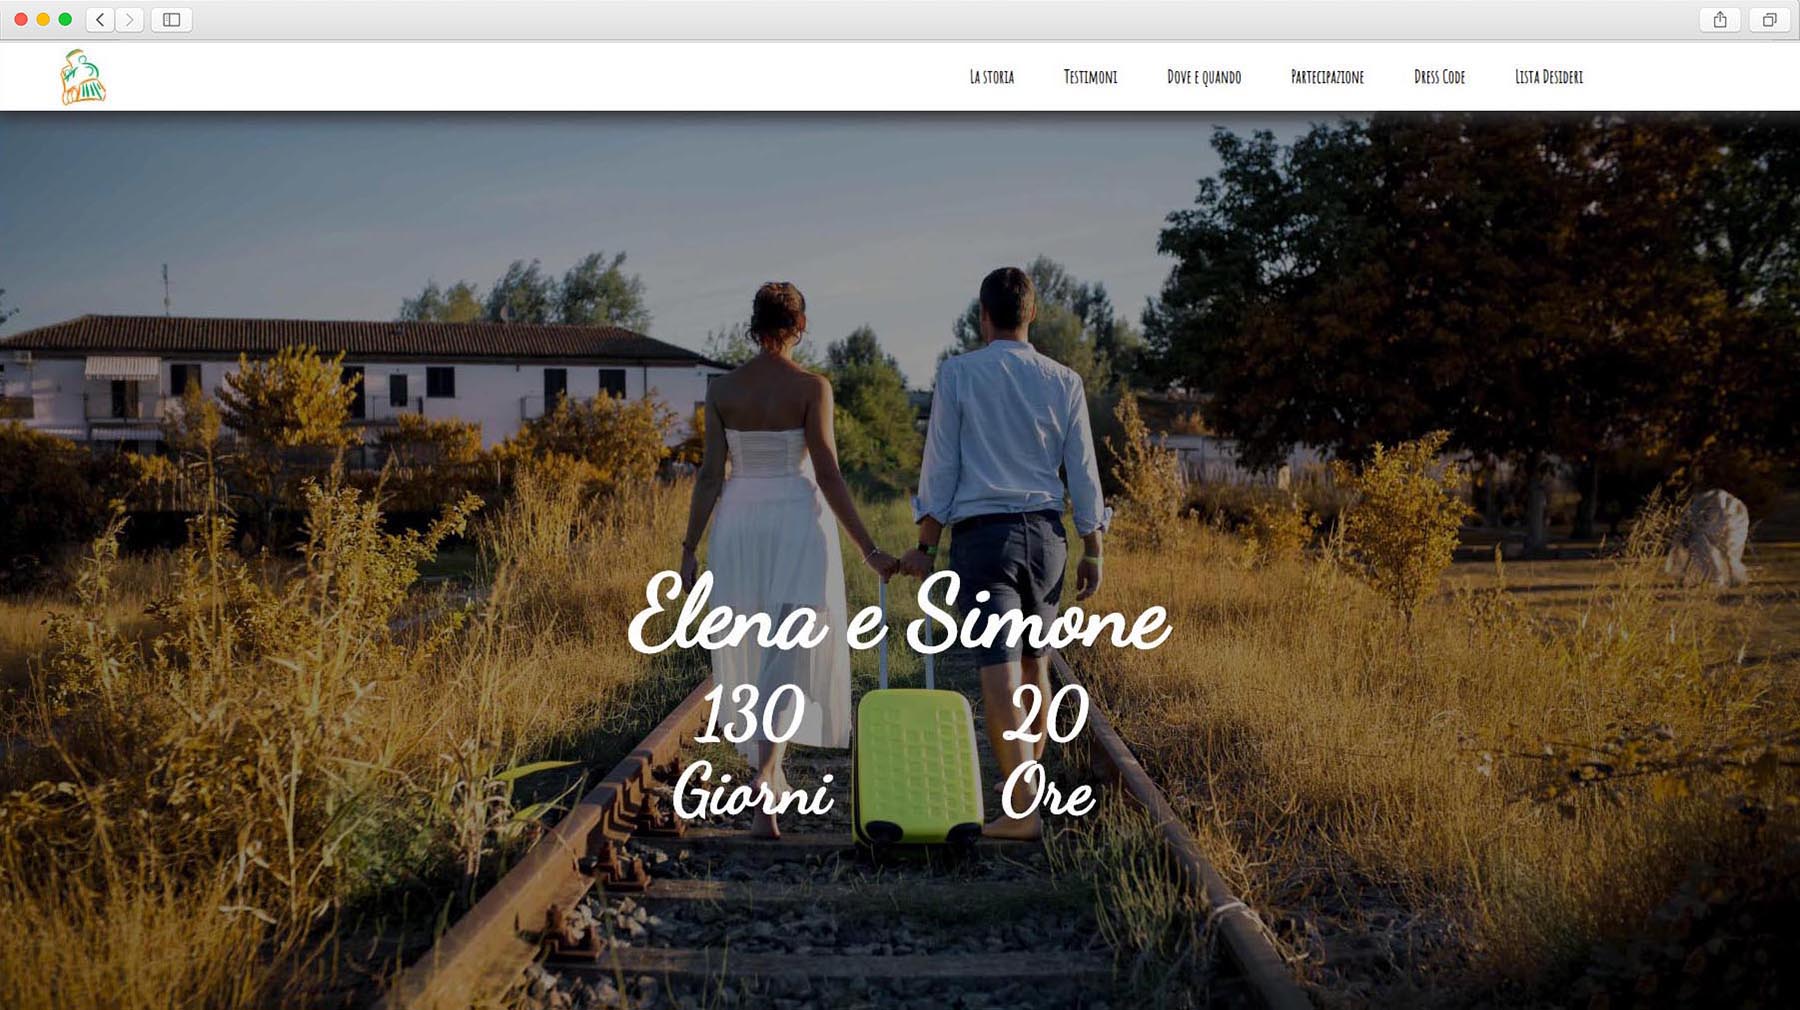 La storia
Testimoni
Dove e quando
Partecipazione
Dress Code
Lista Desideri
Elena e Simone
130
20
Giorni
Ore